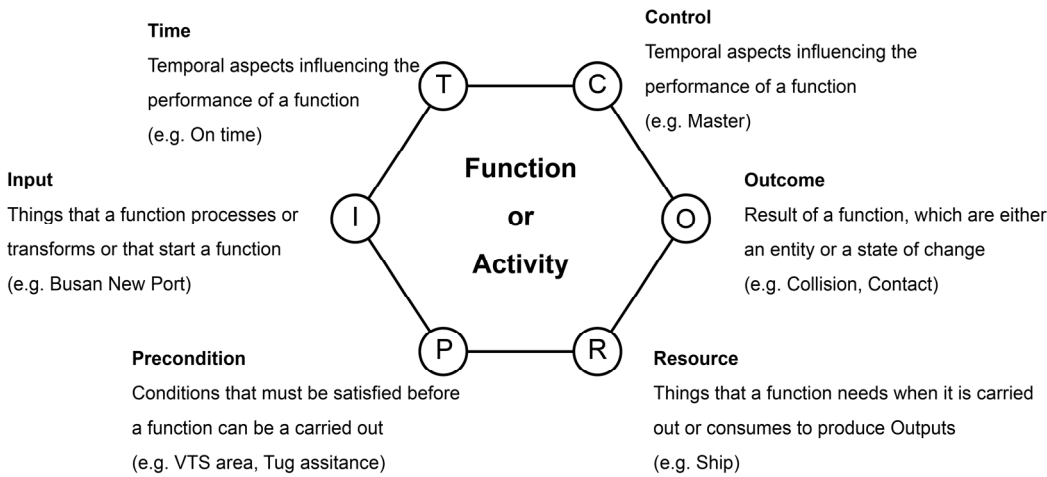 Time
Temporal aspects influencing the
performance of a function
(e.g. On time)
Control
Temporal aspects influencing the
performance of a function
(e.g. Master)
T
C
Input
Things that a function processes or
transforms or that start a function
(e.g. Busan New Port)
I
Function
or
Activity
O
Outcome
Result of a function, which are either
an entity or a state of change
(e.g. Collision, Contact)
P
R
Precondition
Conditions that must be satisfied before
a function can be a carried out
(e.g. VTS area, Tug assitance)
Resource
Things that a function needs when it is carried
out or consumes to produce Outputs
(e.g. Ship)